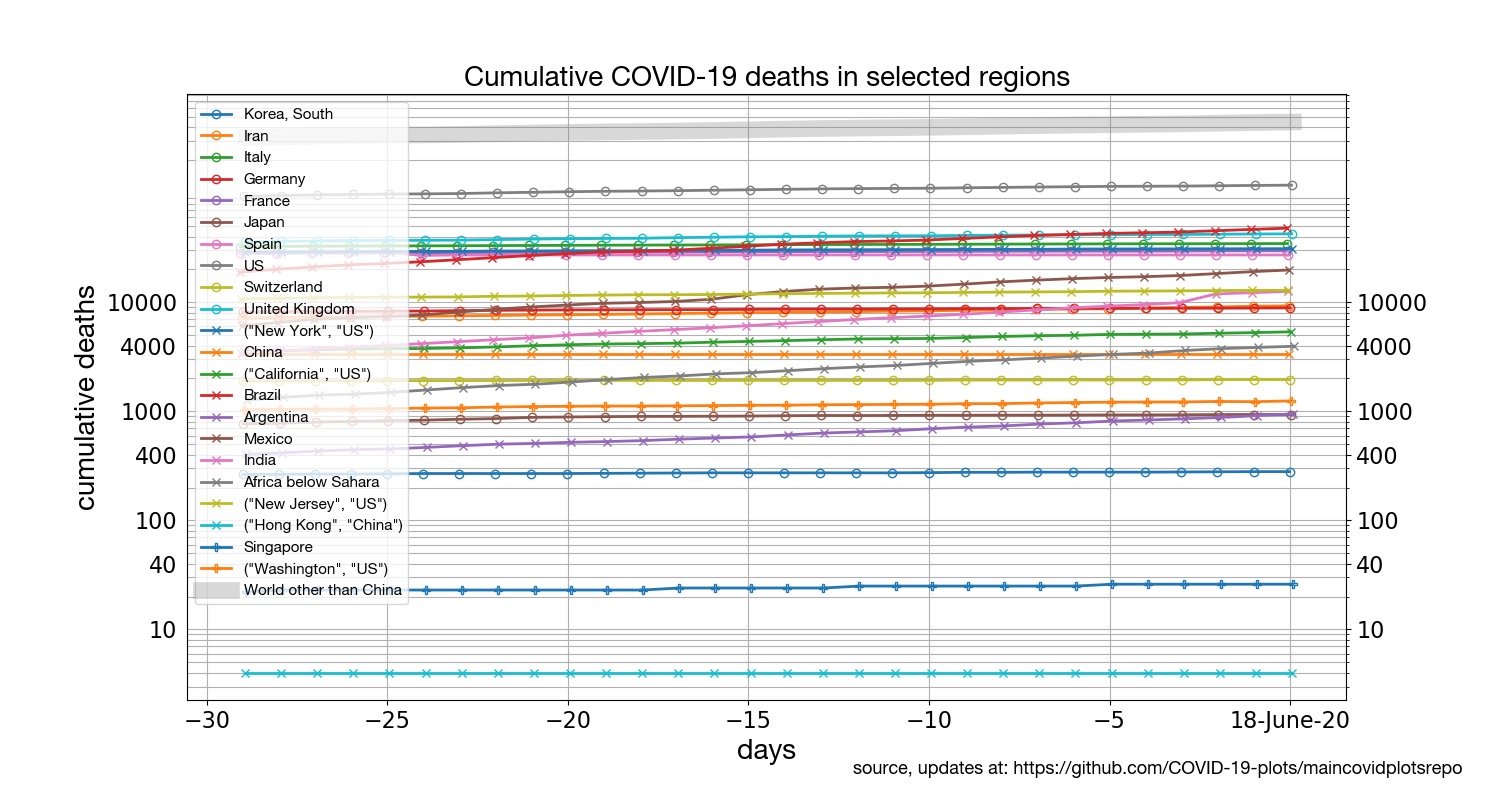 Cumulative COVID-19 deaths in selected regions
Korea, South
Iran
Italy
Germany
France
Japan
Spain
US
Switzerland
United Kingdom
("New York", "US")
China
("California", "US")
Brazil
Argentina
Mexico
India
Africa below Sahara
("New Jersey", "US")
("Hong Kong", "China")
Singapore
("Washington", "US")
World other than China
cumulative deaths
10000
4000
1000
400
100
40
10
10000
4000
1000
400
100
40
10
−30 −25 −20 −15 −10 −5 18-June-20
days
source, updates at: https://github.com/COVID-19-plots/maincovidplotsrepo